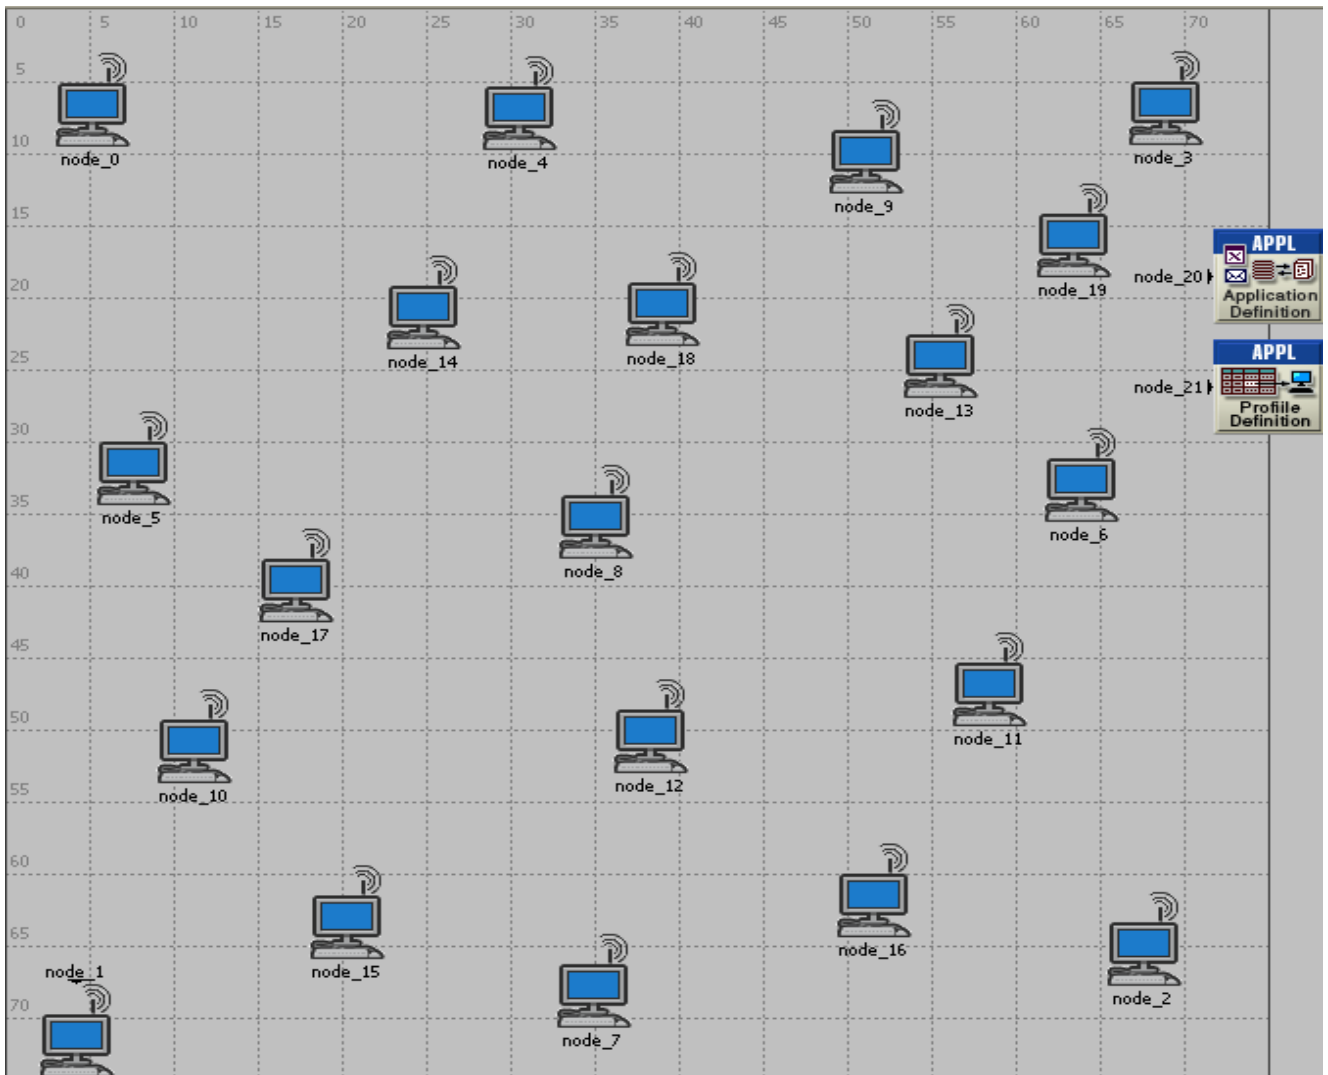 0 5 10 15 20 25 30 35 40 45 50 55 60 65 70
5
10
node_0
node_4
node_9
node_3
15
20
node_14
node_18
node_19
node_20
APPL
Application
Definition
25
node_13
node_21
APPL
Profiile
Definition
30
35
node_5
node_8
node_6
40
node_17
45
50
node_10
node_12
node_11
55
60
65
node_1
node_15
node_7
node_16
node_2
70